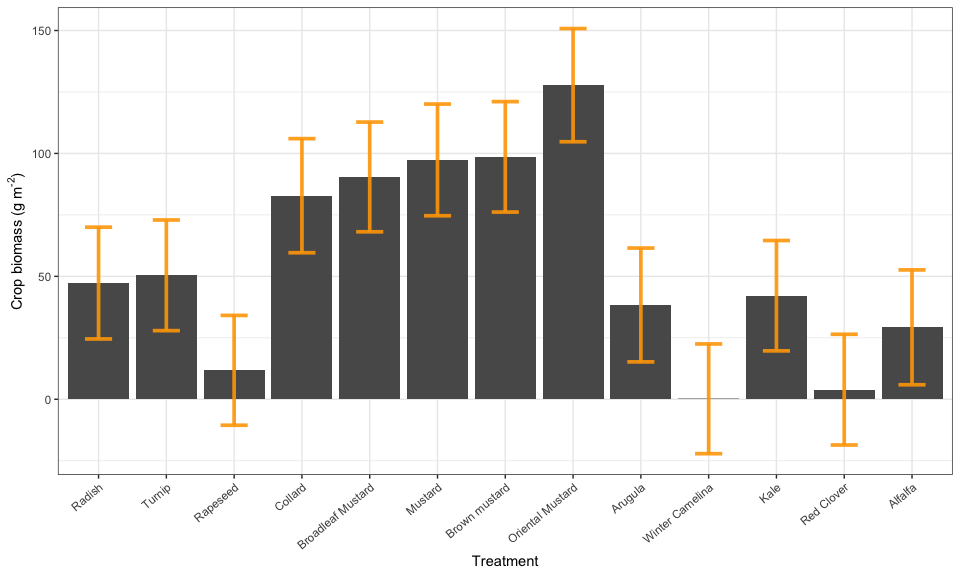 150
100
50
0
Crop biomass (g m⁻²)
Radish
Turnip
Rapeseed
Collard
Broadleaf Mustard
Mustard
Brown mustard
Oriental Mustard
Arugula
Winter Camelina
Kale
Red Clover
Alfalfa
Treatment